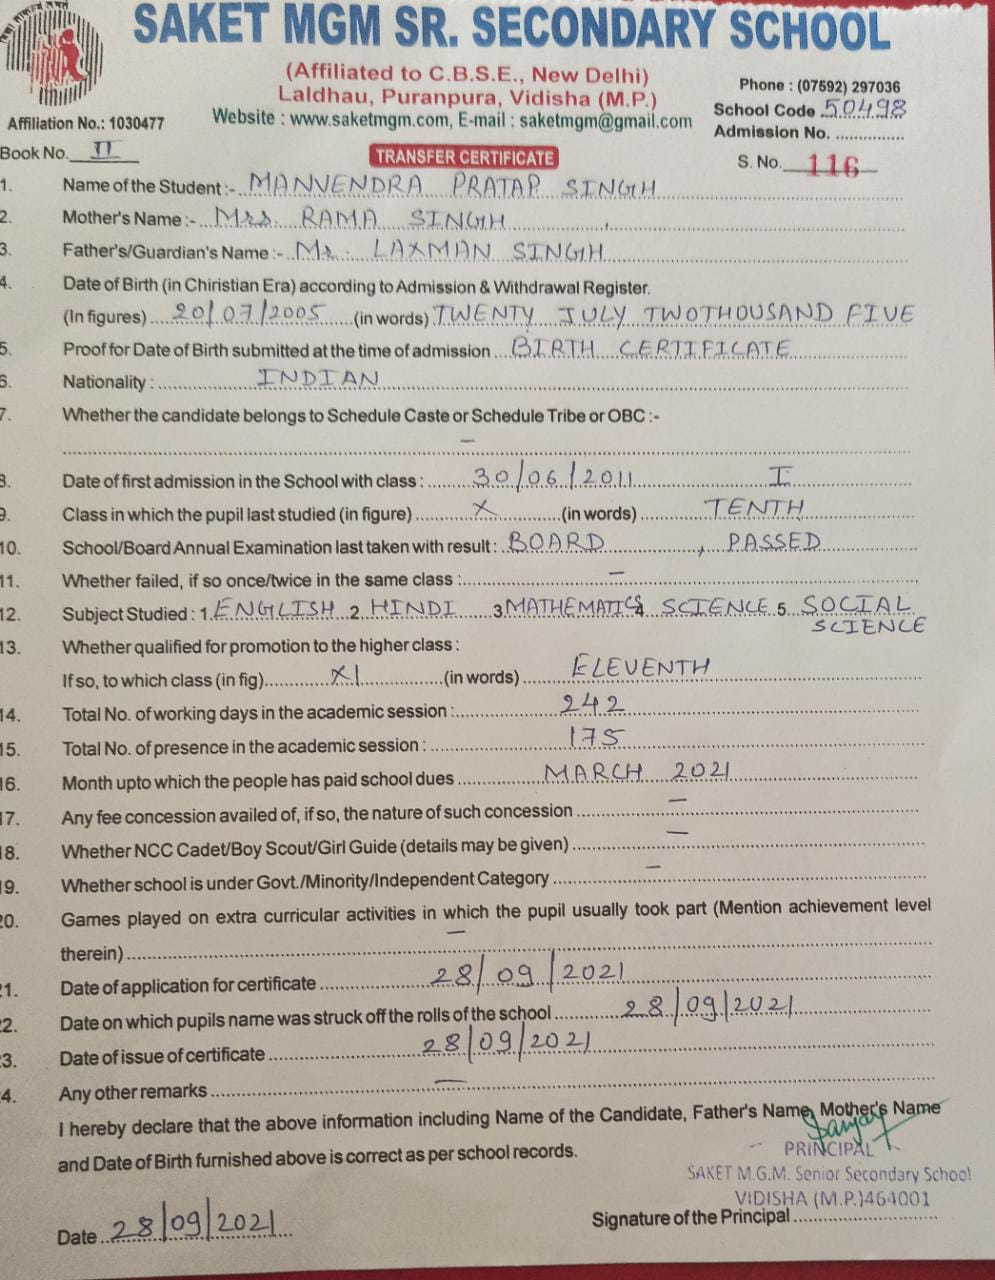 SAKET MGM SR. SECONDARY SCHOOL
(Affiliated to C.B.S.E., New Delhi)
Laldhau, Puranpura, Vidisha (M.P.)
Website : www.saketmgm.com, E-mail : saketmgm@gmail.com
Phone : (07592) 297036
School Code 50498
Admission No. ..............
Affiliation No.: 1030477
Book No. II
TRANSFER CERTIFICATE
S. No. 116
1. Name of the Student :- MANVENDRA PRATAP SINGH
2. Mother's Name :- Mrs. RAMA SINGH
3. Father's/Guardian's Name :- Mr. LAXMAN SINGH
4. Date of Birth (in Chiristian Era) according to Admission & Withdrawal Register.
(In figures) 20/07/2005 (in words) TWENTY JULY TWOTHOUSAND FIVE
5. Proof for Date of Birth submitted at the time of admission BIRTH CERTIFICATE
6. Nationality : INDIAN
7. Whether the candidate belongs to Schedule Caste or Schedule Tribe or OBC :-
–
8. Date of first admission in the School with class : 30/06/2011 I
9. Class in which the pupil last studied (in figure) X (in words) TENTH
10. School/Board Annual Examination last taken with result : BOARD , PASSED
11. Whether failed, if so once/twice in the same class : –
12. Subject Studied : 1. ENGLISH 2. HINDI 3 MATHEMATICS 4 SCIENCE 5 SOCIAL
SCIENCE
13. Whether qualified for promotion to the higher class :
If so, to which class (in fig) XI (in words) ELEVENTH
14. Total No. of working days in the academic session : 242
15. Total No. of presence in the academic session : 175
16. Month upto which the people has paid school dues MARCH 2021
17. Any fee concession availed of, if so, the nature of such concession –
18. Whether NCC Cadet/Boy Scout/Girl Guide (details may be given) –
19. Whether school is under Govt./Minority/Independent Category –
20. Games played on extra curricular activities in which the pupil usually took part (Mention achievement level
therein) –
21. Date of application for certificate 28/09/2021
22. Date on which pupils name was struck off the rolls of the school 28/09/2021
23. Date of issue of certificate 28/09/2021
24. Any other remarks –
I hereby declare that the above information including Name of the Candidate, Father's Name, Mother's Name
and Date of Birth furnished above is correct as per school records.
PRINCIPAL
SAKET M.G.M. Senior Secondary School
VIDISHA (M.P.)464001
Signature of the Principal
Date 28/09/2021